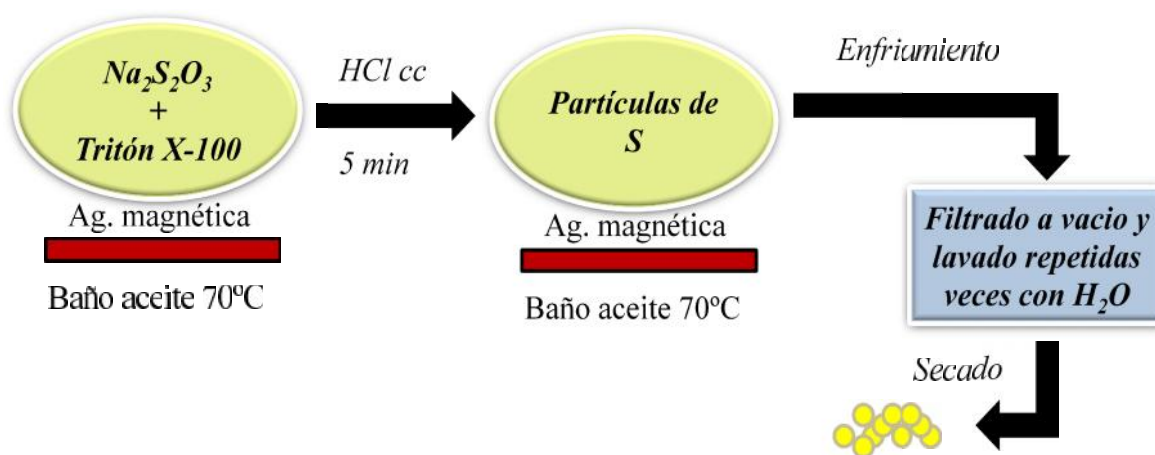 Na₂S₂O₃
+
Tritón X-100
Ag. magnética
Baño aceite 70ºC
HCl cc
5 min
Partículas de
S
Ag. magnética
Baño aceite 70ºC
Enfriamiento
Filtrado a vacio y
lavado repetidas
veces con H₂O
Secado